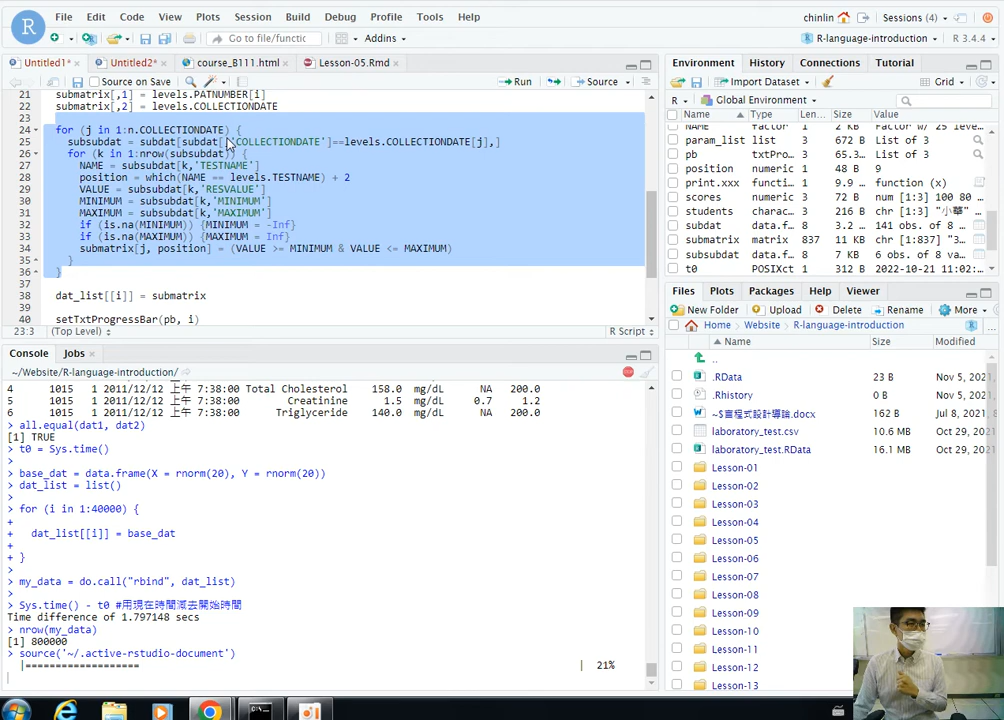 File Edit Code View Plots Session Build Debug Profile Tools Help
chinlin Sessions (4)
Go to file/functic Addins
R-language-introduction R 3.4.4
Untitled1* Untitled2* course_B111.html Lesson-05.Rmd
Source on Save Run Source
21 submatrix[,1] = levels.PATNUMBER[i]
22 submatrix[,2] = levels.COLLECTIONDATE
23
24 for (j in 1:n.COLLECTIONDATE) {
25 subsubdat = subdat[subdat[,'COLLECTIONDATE']==levels.COLLECTIONDATE[j],]
26 for (k in 1:nrow(subsubdat)) {
27 NAME = subsubdat[k,'TESTNAME']
28 position = which(NAME == levels.TESTNAME) + 2
29 VALUE = subsubdat[k,'RESVALUE']
30 MINIMUM = subsubdat[k,'MINIMUM']
31 MAXIMUM = subsubdat[k,'MAXIMUM']
32 if (is.na(MINIMUM)) {MINIMUM = -Inf}
33 if (is.na(MAXIMUM)) {MAXIMUM = Inf}
34 submatrix[j, position] = (VALUE >= MINIMUM & VALUE <= MAXIMUM)
35 }
36 }
37
38 dat_list[[i]] = submatrix
39
40 setTxtProgressBar(pb, i)
23:3 (Top Level) R Script
Console Jobs
~/Website/R-language-introduction/
4 1015 1 2011/12/12 上午 7:38:00 Total Cholesterol 158.0 mg/dL NA 200.0
5 1015 1 2011/12/12 上午 7:38:00 Creatinine 1.5 mg/dL 0.7 1.2
6 1015 1 2011/12/12 上午 7:38:00 Triglyceride 140.0 mg/dL NA 200.0
> all.equal(dat1, dat2)
[1] TRUE
> t0 = Sys.time()
>
> base_dat = data.frame(X = rnorm(20), Y = rnorm(20))
> dat_list = list()
>
> for (i in 1:40000) {
+
+ dat_list[[i]] = base_dat
+
+ }
>
> my_data = do.call("rbind", dat_list)
>
> Sys.time() - t0 #用現在時間減去開始時間
Time difference of 1.797148 secs
> nrow(my_data)
[1] 800000
> source('~/.active-rstudio-document')
|==================== | 21%
Environment History Connections Tutorial
Import Dataset Grid
R Global Environment
Name Type Len… Size Value
NAME factor 1 2 KB Factor w/ 25 level
param_list list 3 672 B List of 3
pb txtPro… 3 65.3… List of 3
position numeric 1 48 B 9
print.xxx functi… 1 9.9 … function (x)
scores numeric 3 72 B num [1:3] 100 80
students charac… 3 216 B chr [1:3] "小華"
subdat data.f… 8 3.2 … 141 obs. of 8 va
submatrix matrix 837 11 KB chr [1:837] "3
subsubdat data.f… 8 7 KB 6 obs. of 8 va
t0 POSIXct 1 312 B 2022-10-21 11:02:
Files Plots Packages Help Viewer
New Folder Upload Delete Rename More
Home Website R-language-introduction
Name Size Modified
..
.RData 23 B Nov 5, 2021,
.Rhistory 0 B Nov 5, 2021,
162 B Jul 8, 2021,
laboratory_test.csv 10.6 MB Oct 29, 2021,
laboratory_test.RData 16.1 MB Oct 29, 2021,
Lesson-01
Lesson-02
Lesson-03
Lesson-04
Lesson-05
Lesson-06
Lesson-07
Lesson-08
Lesson-09
Lesson-10
Lesson-11
Lesson-12
Lesson-13